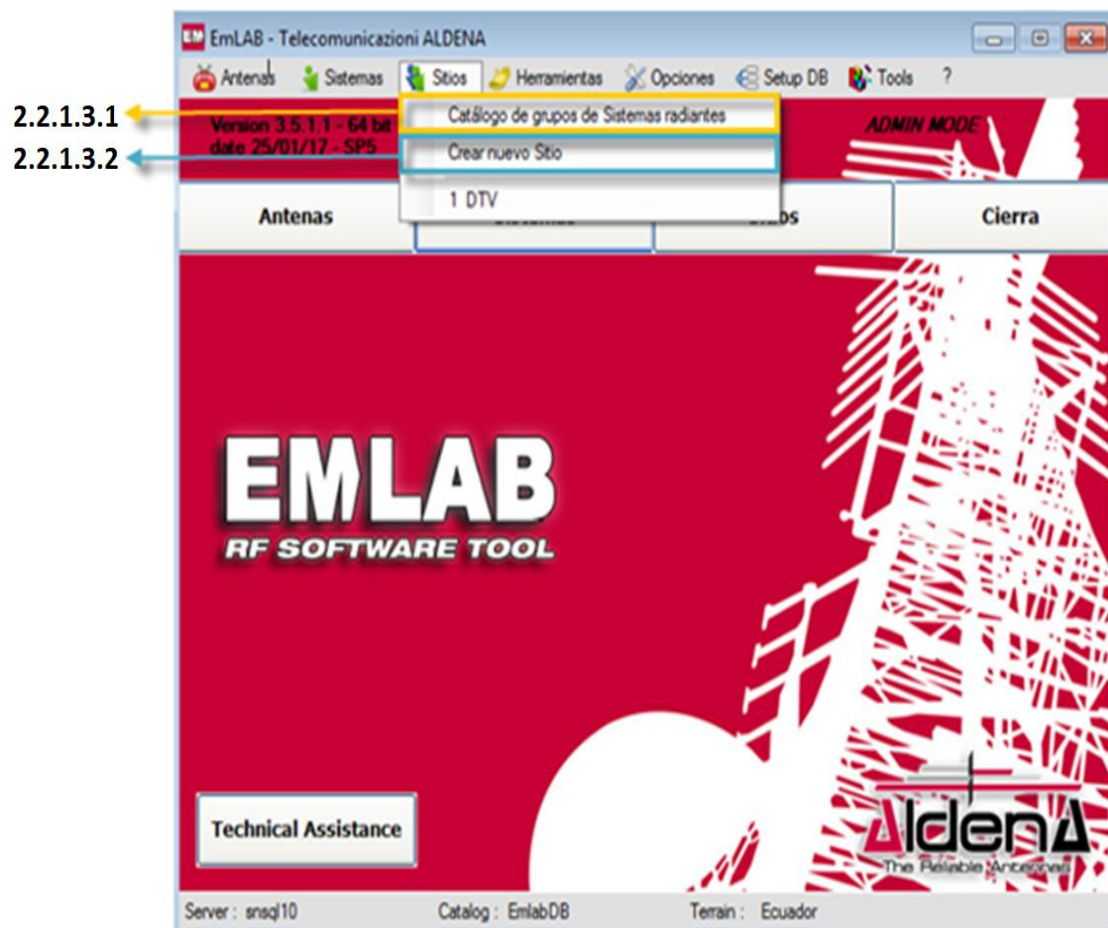 EM EmLAB - Telecomunicazioni ALDENA
Antenas Sistemas Sitios Herramientas Opciones Setup DB Tools ?
2.2.1.3.1
Catálogo de grupos de Sistemas radiantes
Version 3.5.1.1 - 64 bit
ADMIN MODE
2.2.1.3.2
date 25/01/17 - SP5
Crear nuevo Sitio
1 DTV
Antenas
Cierra
EMLAB
RF SOFTWARE TOOL
Technical Assistance
AldenA
The Reliable Antennas
Server : snsql10 Catalog : EmlabDB Terrain : Ecuador